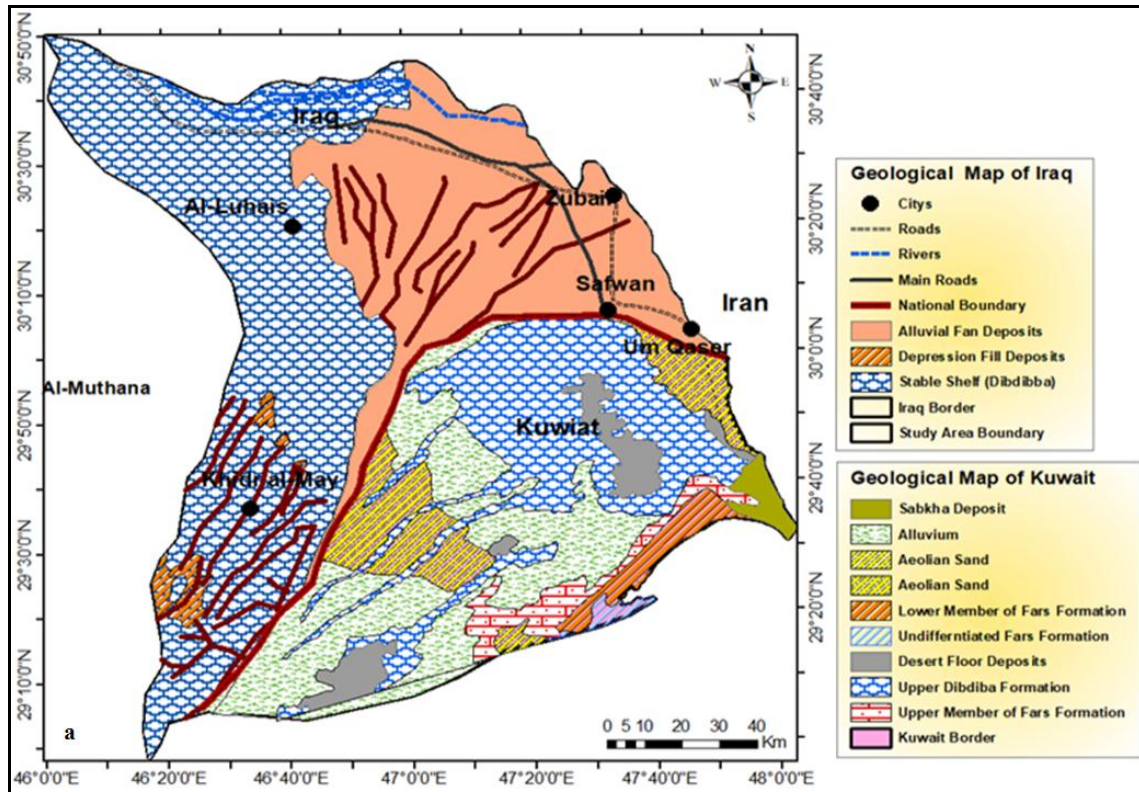 N
W E
S
Iraq
Al-Luhais
Zubair
Safwan
Iran
Um Qaser
Al-Muthana
Kuwiat
Khidr al-May
a
0 5 10 20 30 40
Km
30°50'0"N
30°30'0"N
30°10'0"N
29°50'0"N
29°30'0"N
29°10'0"N
30°40'0"N
30°20'0"N
30°0'0"N
29°40'0"N
29°20'0"N
46°0'0"E 46°20'0"E 46°40'0"E 47°0'0"E 47°20'0"E 47°40'0"E 48°0'0"E
Geological Map of Iraq
Citys
Roads
Rivers
Main Roads
National Boundary
Alluvial Fan Deposits
Depression Fill Deposits
Stable Shelf (Dibdibba)
Iraq Border
Study Area Boundary
Geological Map of Kuwait
Sabkha Deposit
Alluvium
Aeolian Sand
Aeolian Sand
Lower Member of Fars Formation
Undifferntiated Fars Formation
Desert Floor Deposits
Upper Dibdiba Formation
Upper Member of Fars Formation
Kuwait Border